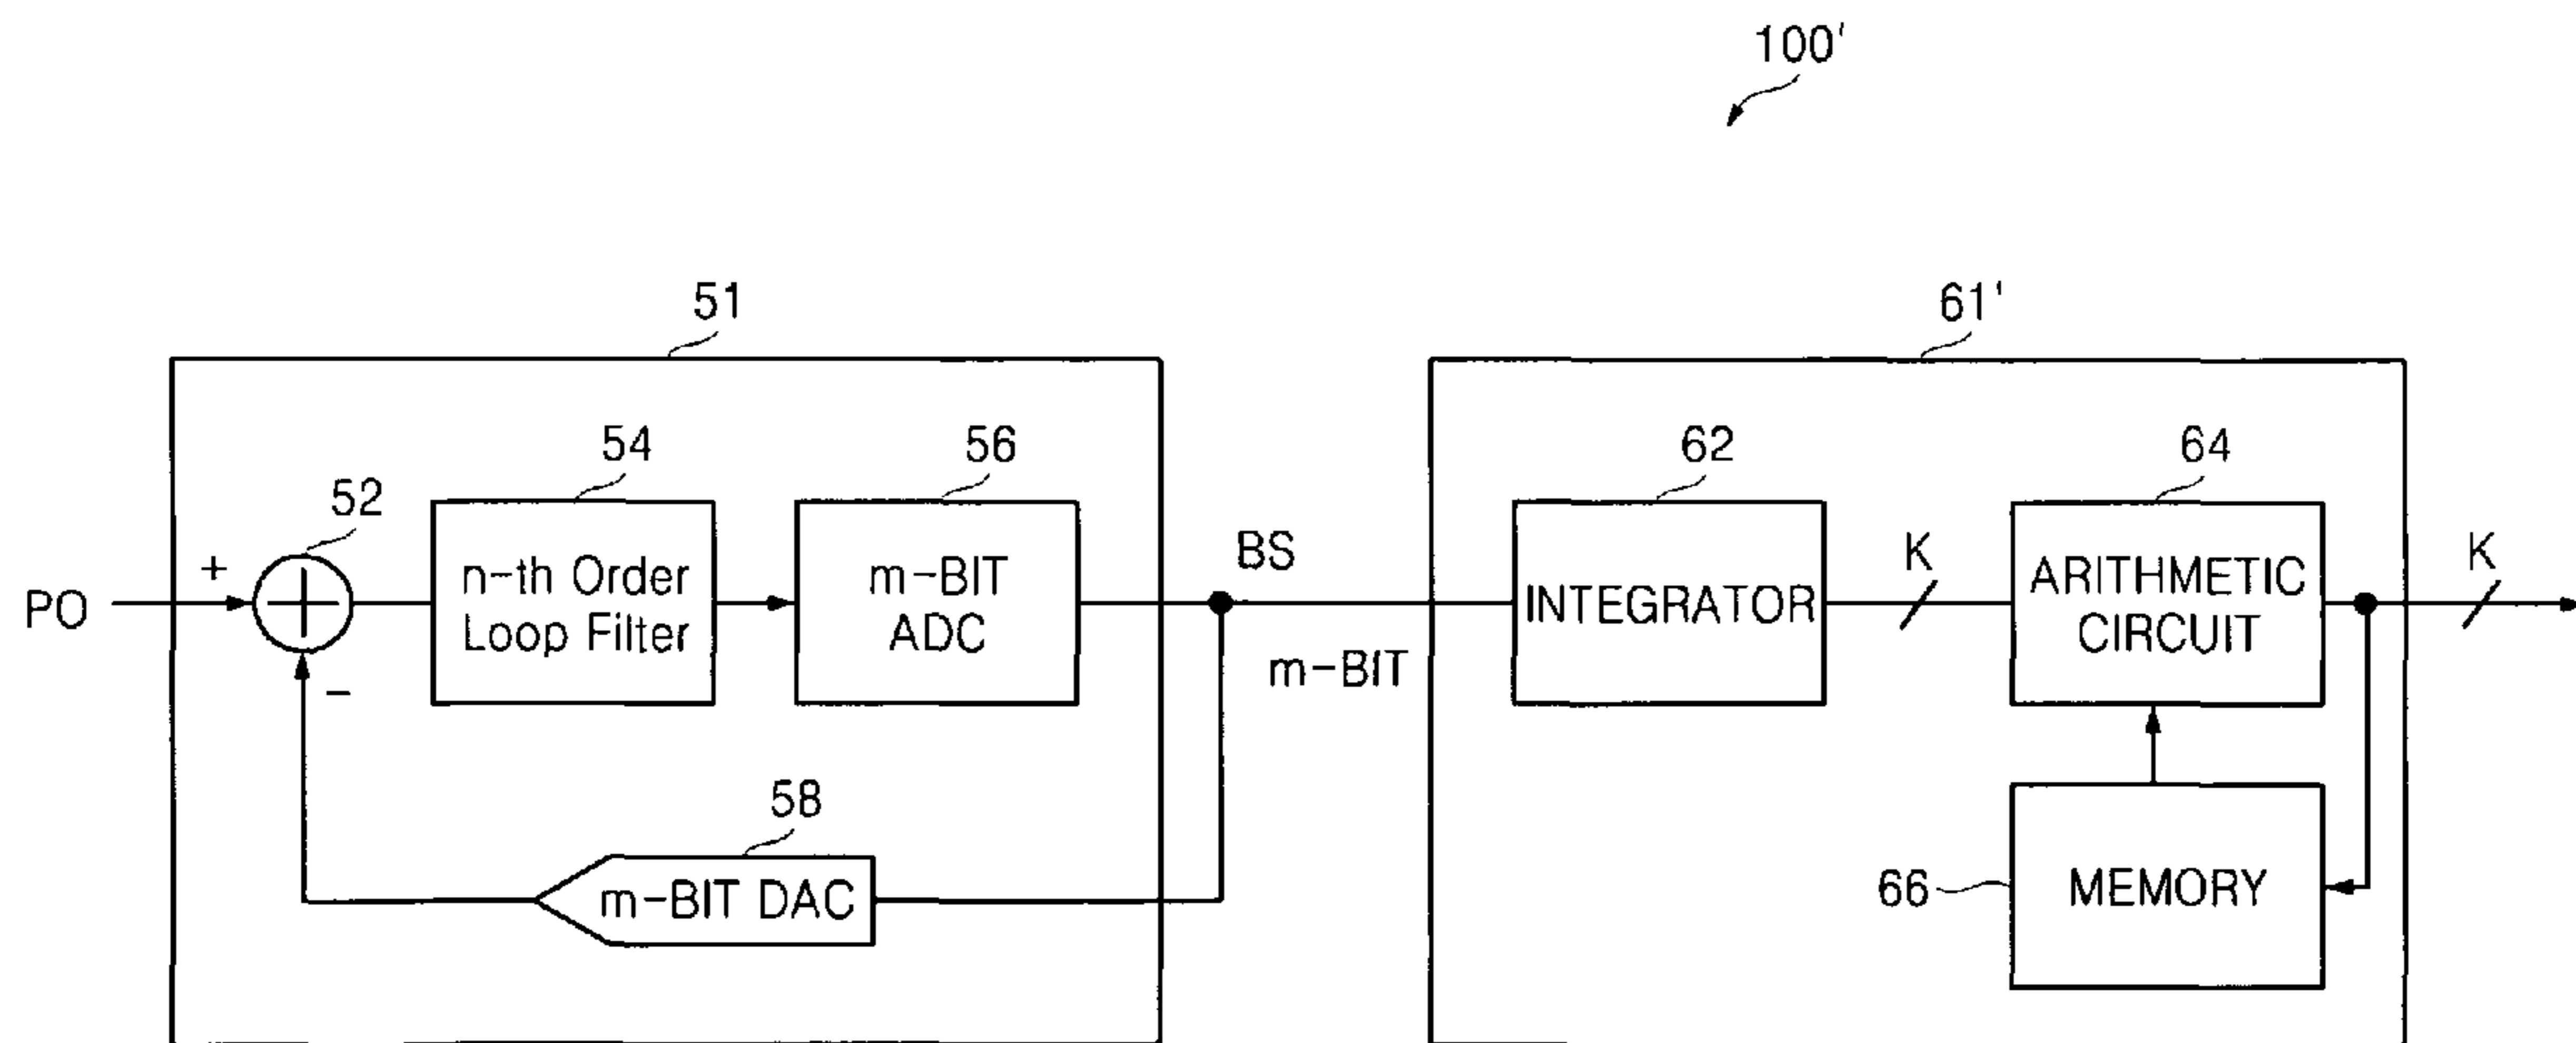 100'
51
61'
54
56
62
64
52
+
PO
n-th Order
Loop Filter
m-BIT
ADC
BS
m-BIT
INTEGRATOR
K
ARITHMETIC
CIRCUIT
K
-
58
m-BIT DAC
66
MEMORY